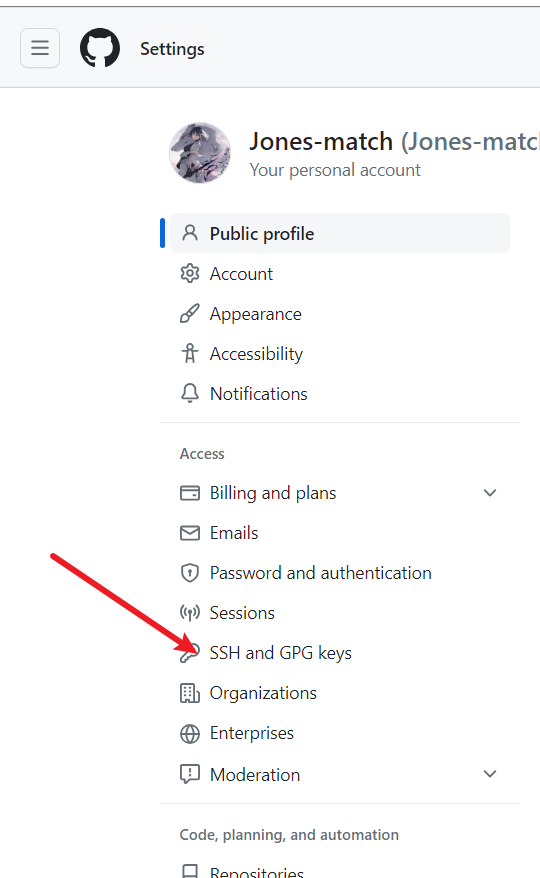 Settings
Jones-match (Jones-matc
Your personal account
Public profile
Account
Appearance
Accessibility
Notifications
Access
Billing and plans
Emails
Password and authentication
Sessions
SSH and GPG keys
Organizations
Enterprises
Moderation
Code, planning, and automation
Repositories